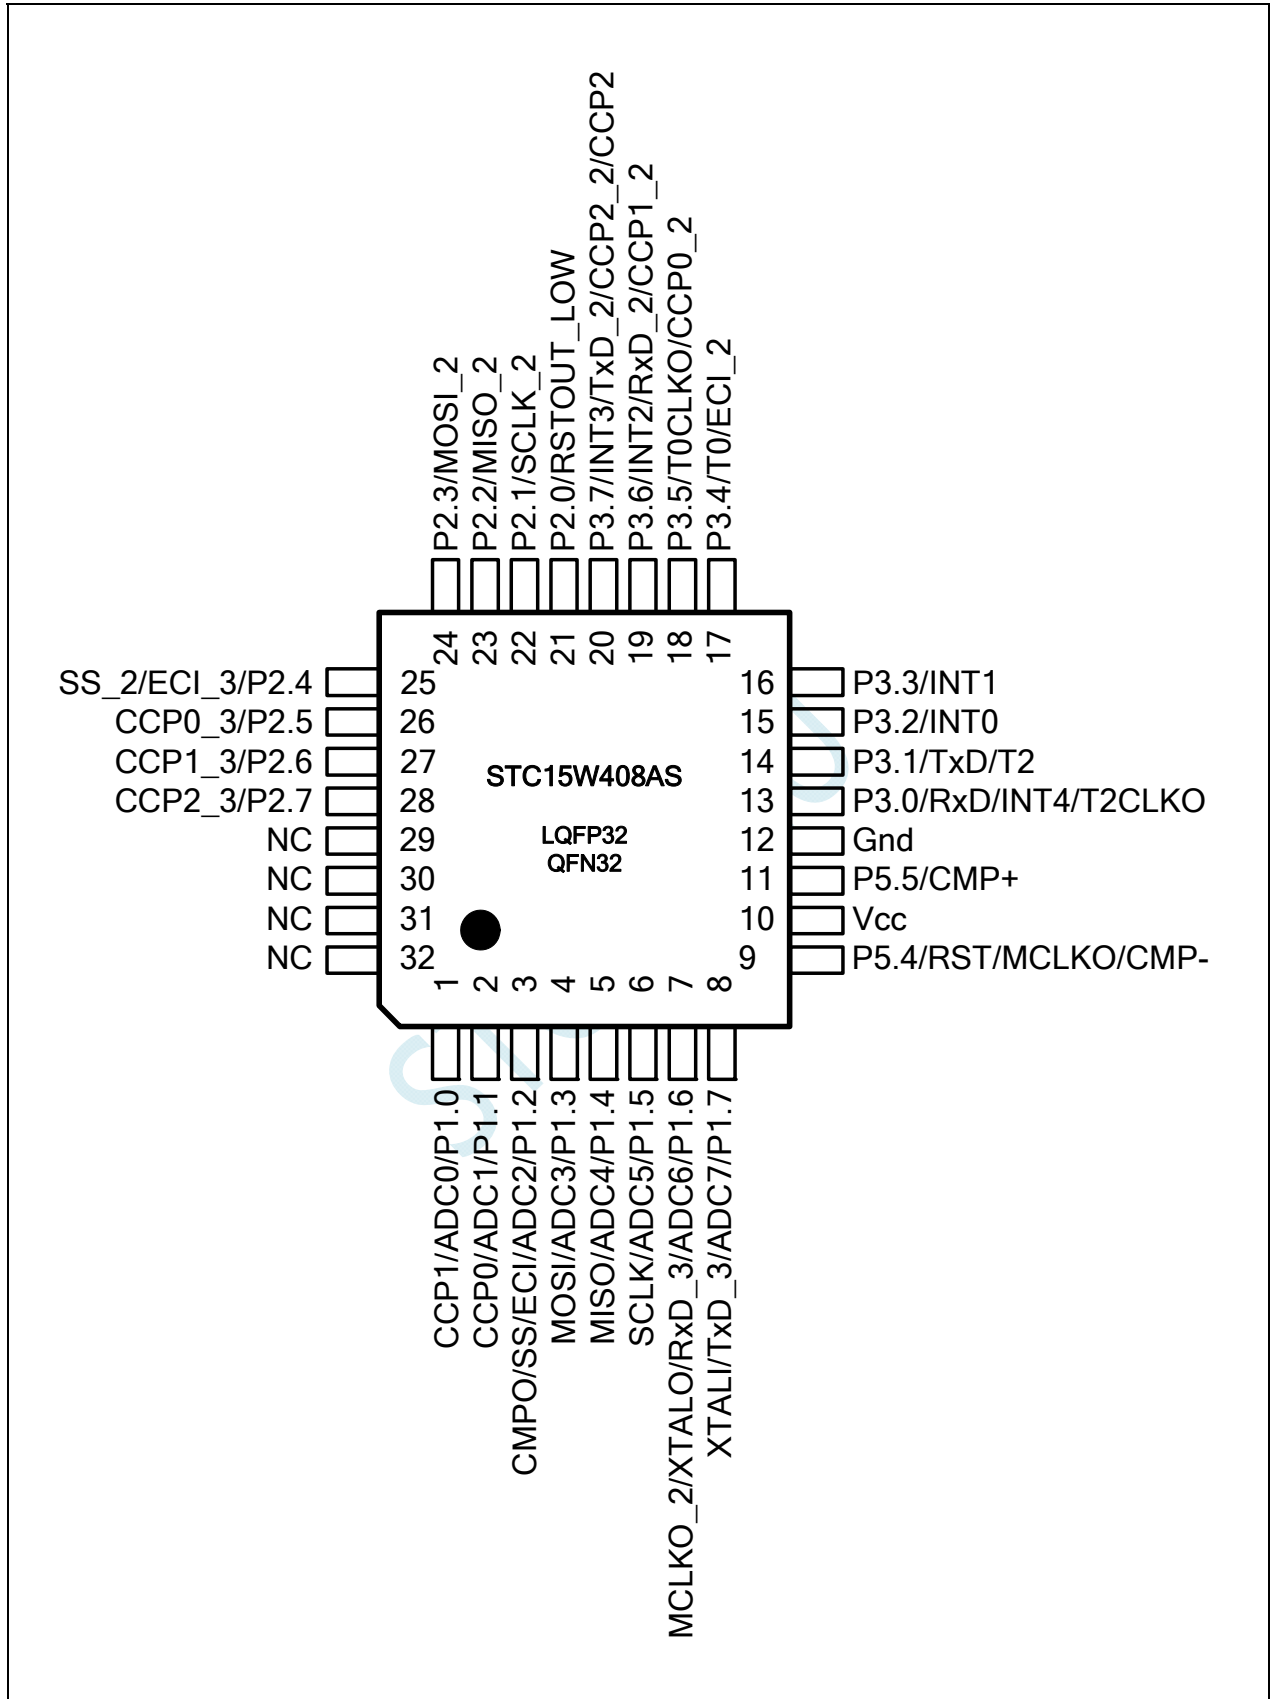 P2.3/MOSI_2
P2.2/MISO_2
P2.1/SCLK_2
P2.0/RSTOUT_LOW
P3.7/INT3/TxD_2/CCP2_2/CCP2
P3.6/INT2/RxD_2/CCP1_2
P3.5/T0CLKO/CCP0_2
P3.4/T0/ECI_2
24
23
22
21
20
19
18
17
SS_2/ECI_3/P2.4
25
CCP0_3/P2.5
26
CCP1_3/P2.6
27
CCP2_3/P2.7
28
NC
29
NC
30
NC
31
NC
32
STC15W408AS
LQFP32
QFN32
16
P3.3/INT1
15
P3.2/INT0
14
P3.1/TxD/T2
13
P3.0/RxD/INT4/T2CLKO
12
Gnd
11
P5.5/CMP+
10
Vcc
9
P5.4/RST/MCLKO/CMP-
1
2
3
4
5
6
7
8
CCP1/ADC0/P1.0
CCP0/ADC1/P1.1
CMPO/SS/ECI/ADC2/P1.2
MOSI/ADC3/P1.3
MISO/ADC4/P1.4
SCLK/ADC5/P1.5
MCLKO_2/XTALO/RxD_3/ADC6/P1.6
XTALI/TxD_3/ADC7/P1.7